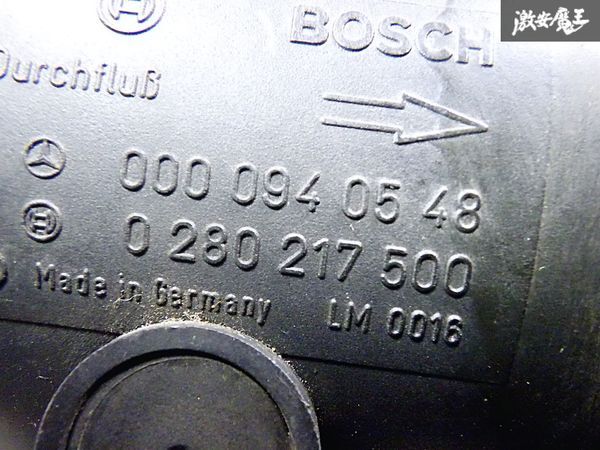 激安魔王
BOSCH
Durchfluß
000 094 05 48
0 280 217 500
Made in Germany LM 0016